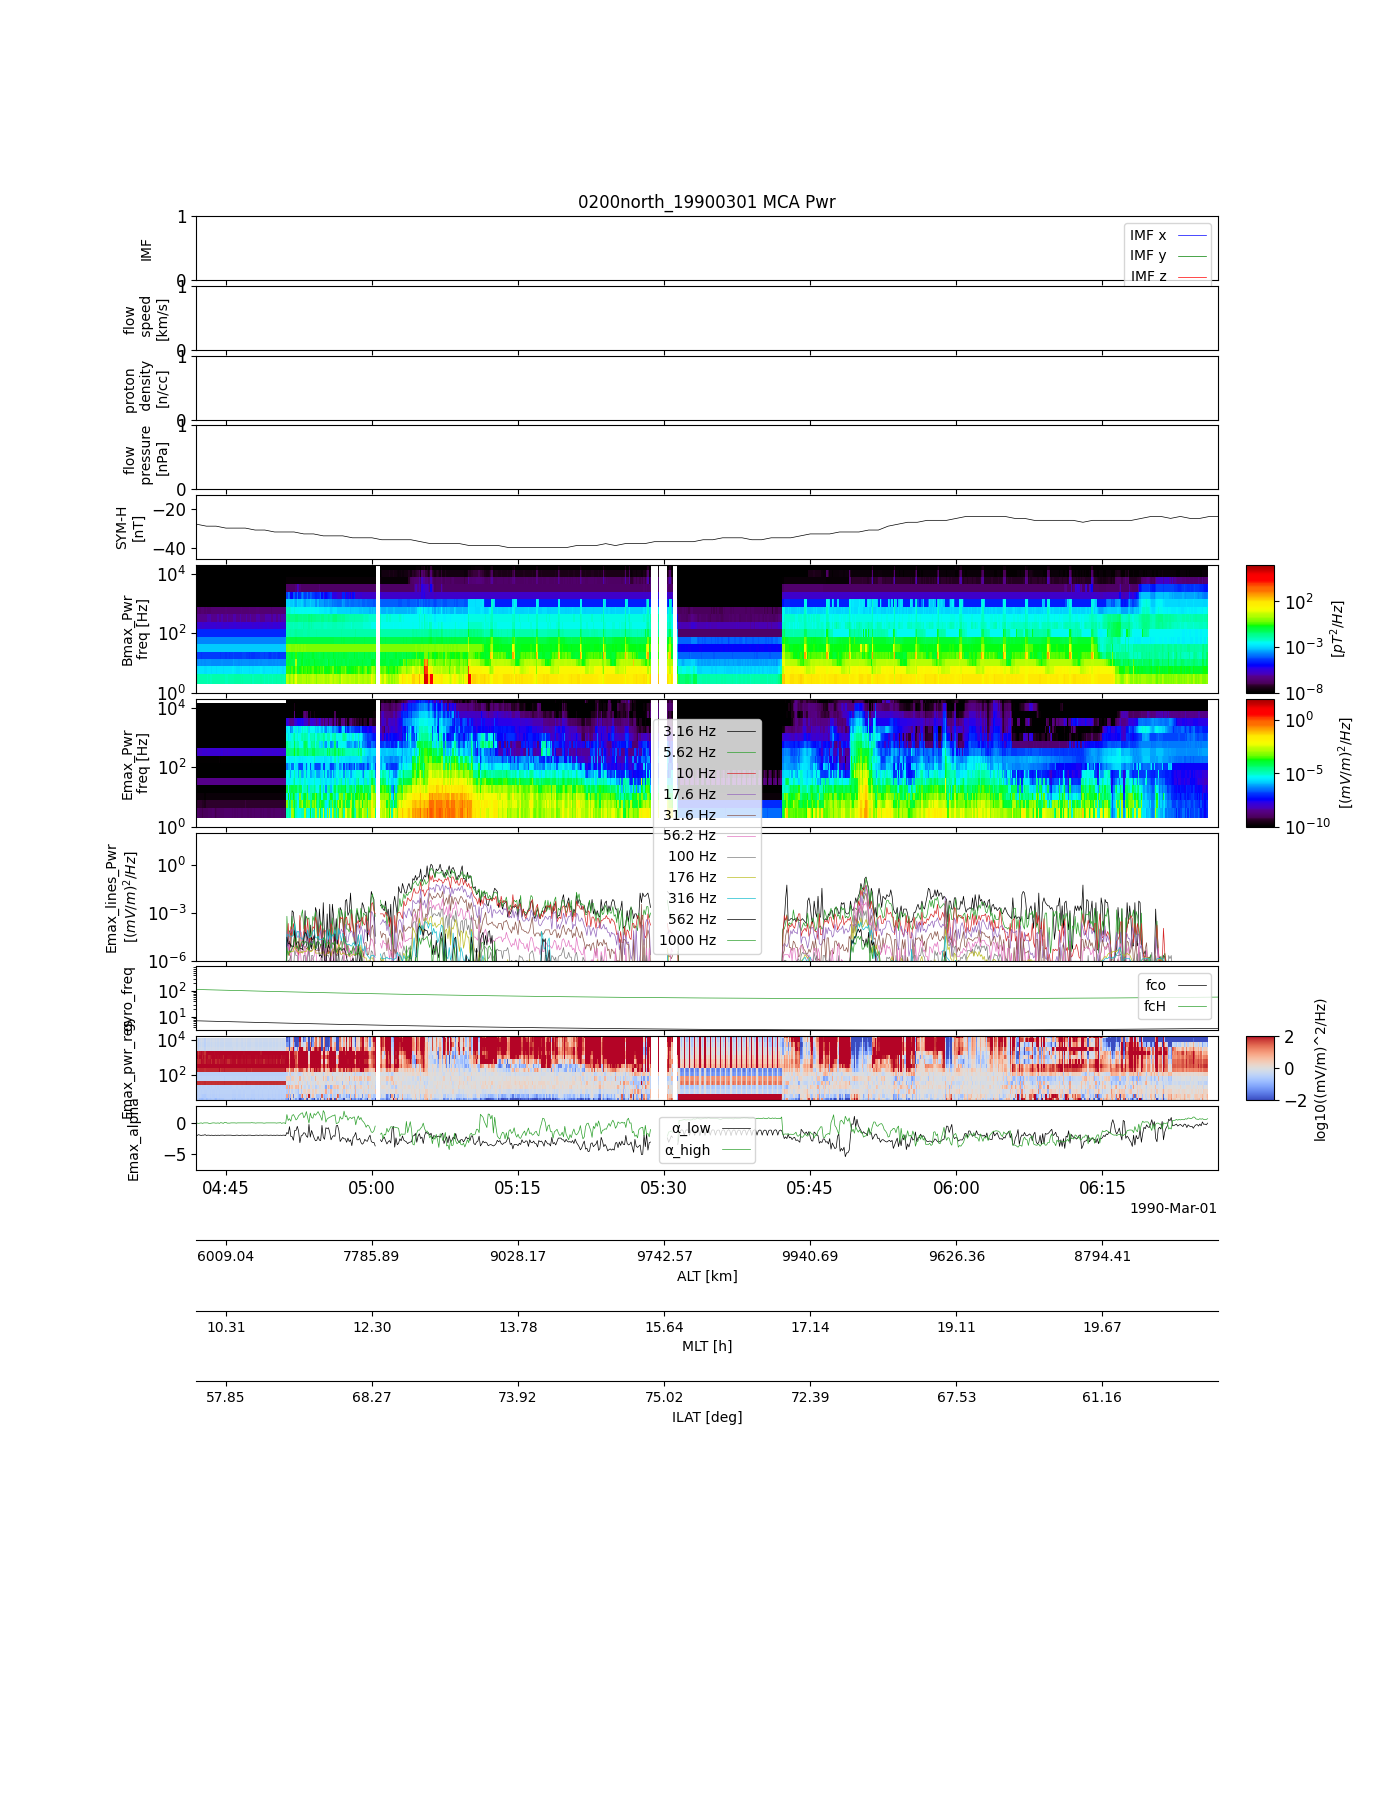 0200north_19900301 MCA Pwr
1
0
IMF
IMF x
IMF y
IMF z
1
0
flow
speed
[km/s]
1
0
proton
density
[n/cc]
1
0
flow
pressure
[nPa]
−20
−40
SYM-H
[nT]
10^4
10^2
10^0
Bmax_Pwr
freq [Hz]
10^2
10^−3
10^−8
[pT^2/Hz]
10^4
10^2
10^0
Emax_Pwr
freq [Hz]
10^0
10^−5
10^−10
[(mV/m)^2/Hz]
3.16 Hz
5.62 Hz
10 Hz
17.6 Hz
31.6 Hz
56.2 Hz
100 Hz
176 Hz
316 Hz
562 Hz
1000 Hz
10^0
10^−3
10^−6
Emax_lines_Pwr
[(mV/m)^2/Hz]
10^2
10^1
gyro_freq
fco
fcH
10^4
10^2
Emax_pwr_res
2
0
−2
log10((mV/m)^2/Hz)
0
−5
Emax_alpha
α_low
α_high
04:45 05:00 05:15 05:30 05:45 06:00 06:15
1990-Mar-01
6009.04 7785.89 9028.17 9742.57 9940.69 9626.36 8794.41
ALT [km]
10.31 12.30 13.78 15.64 17.14 19.11 19.67
MLT [h]
57.85 68.27 73.92 75.02 72.39 67.53 61.16
ILAT [deg]